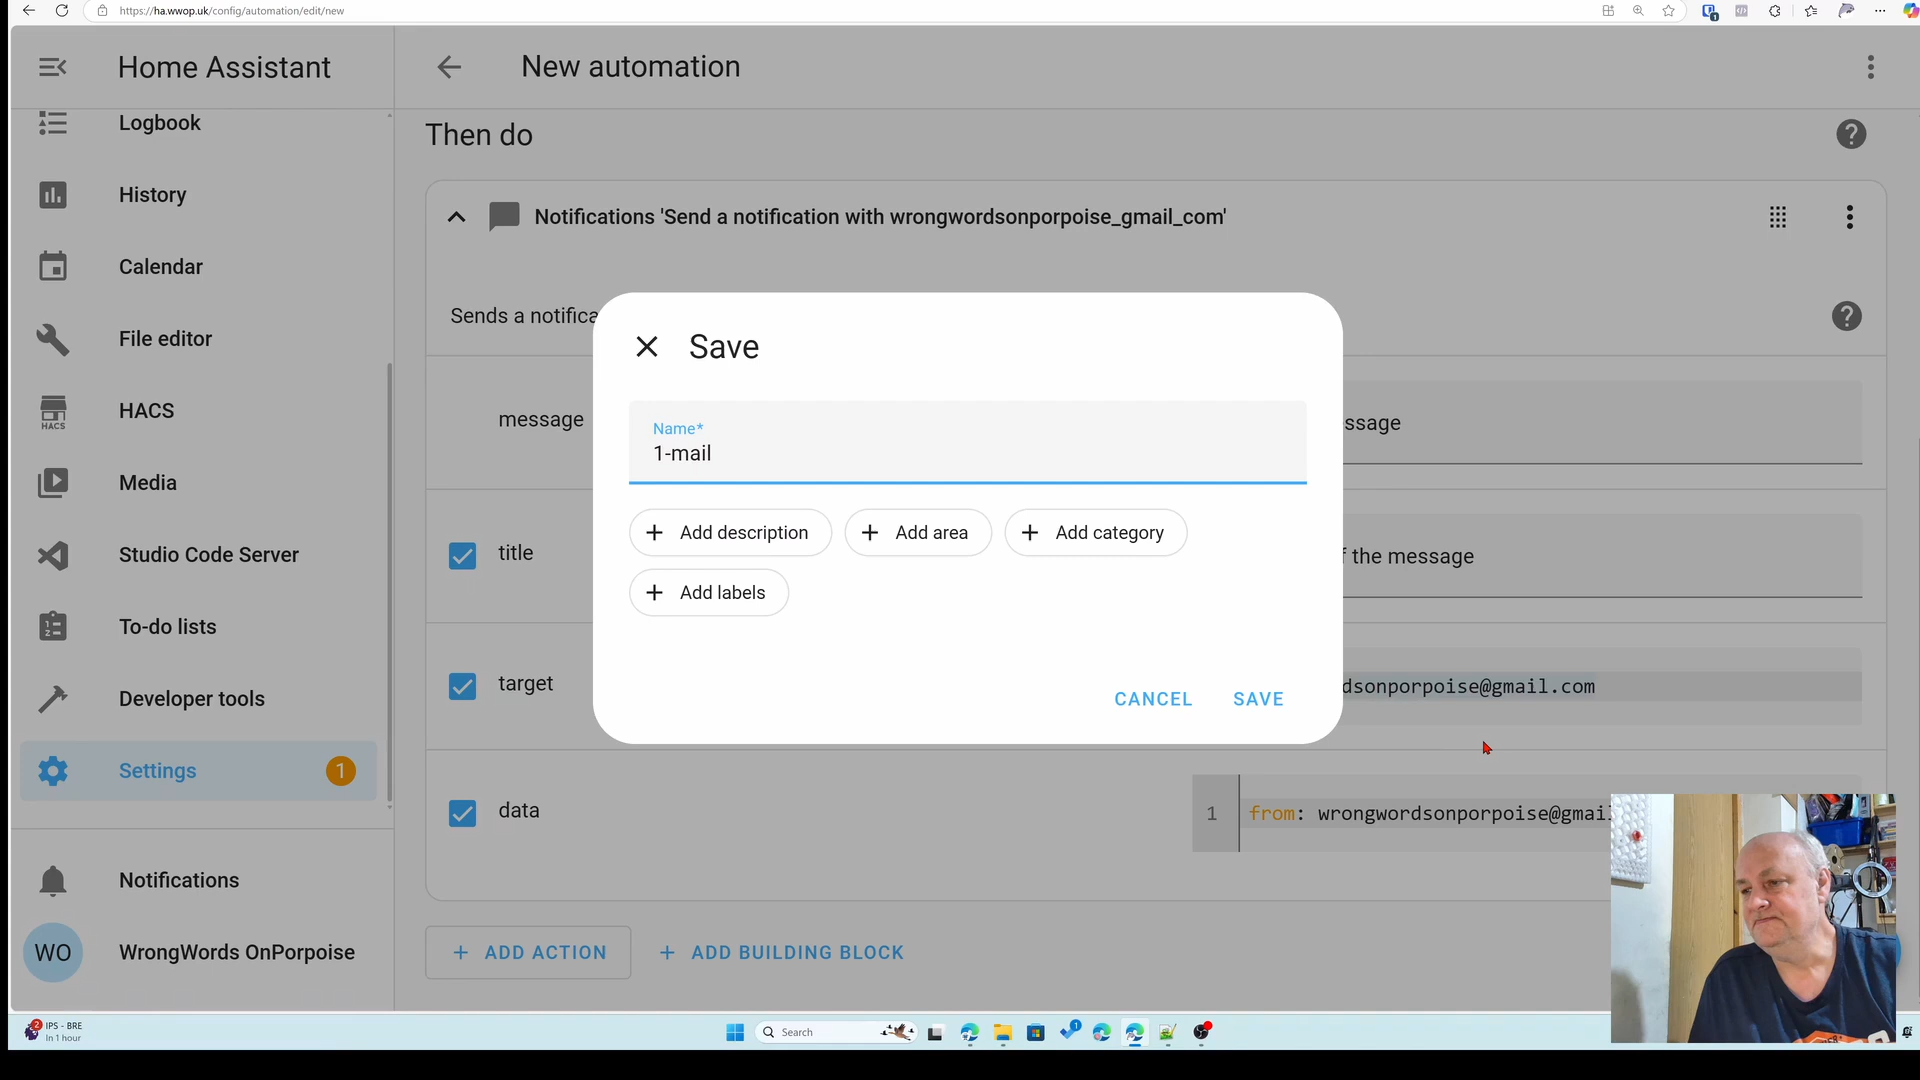 https://ha.wwop.uk/config/automation/edit/new
Home Assistant
New automation
Logbook
History
Calendar
File editor
HACS
HACS
Media
Studio Code Server
To-do lists
Developer tools
Settings
1
Notifications
WO
WrongWords OnPorpoise
Then do
Notifications 'Send a notification with wrongwordsonporpoise_gmail_com'
Sends a notifica
message
ssage
title
f the message
target
dsonporpoise@gmail.com
data
1
from: wrongwordsonporpoise@gmail
Save
Name*
1-mail
Add description
Add area
Add category
Add labels
CANCEL
SAVE
ADD ACTION
ADD BUILDING BLOCK
2
IPS - BRE
In 1 hour
Search
1